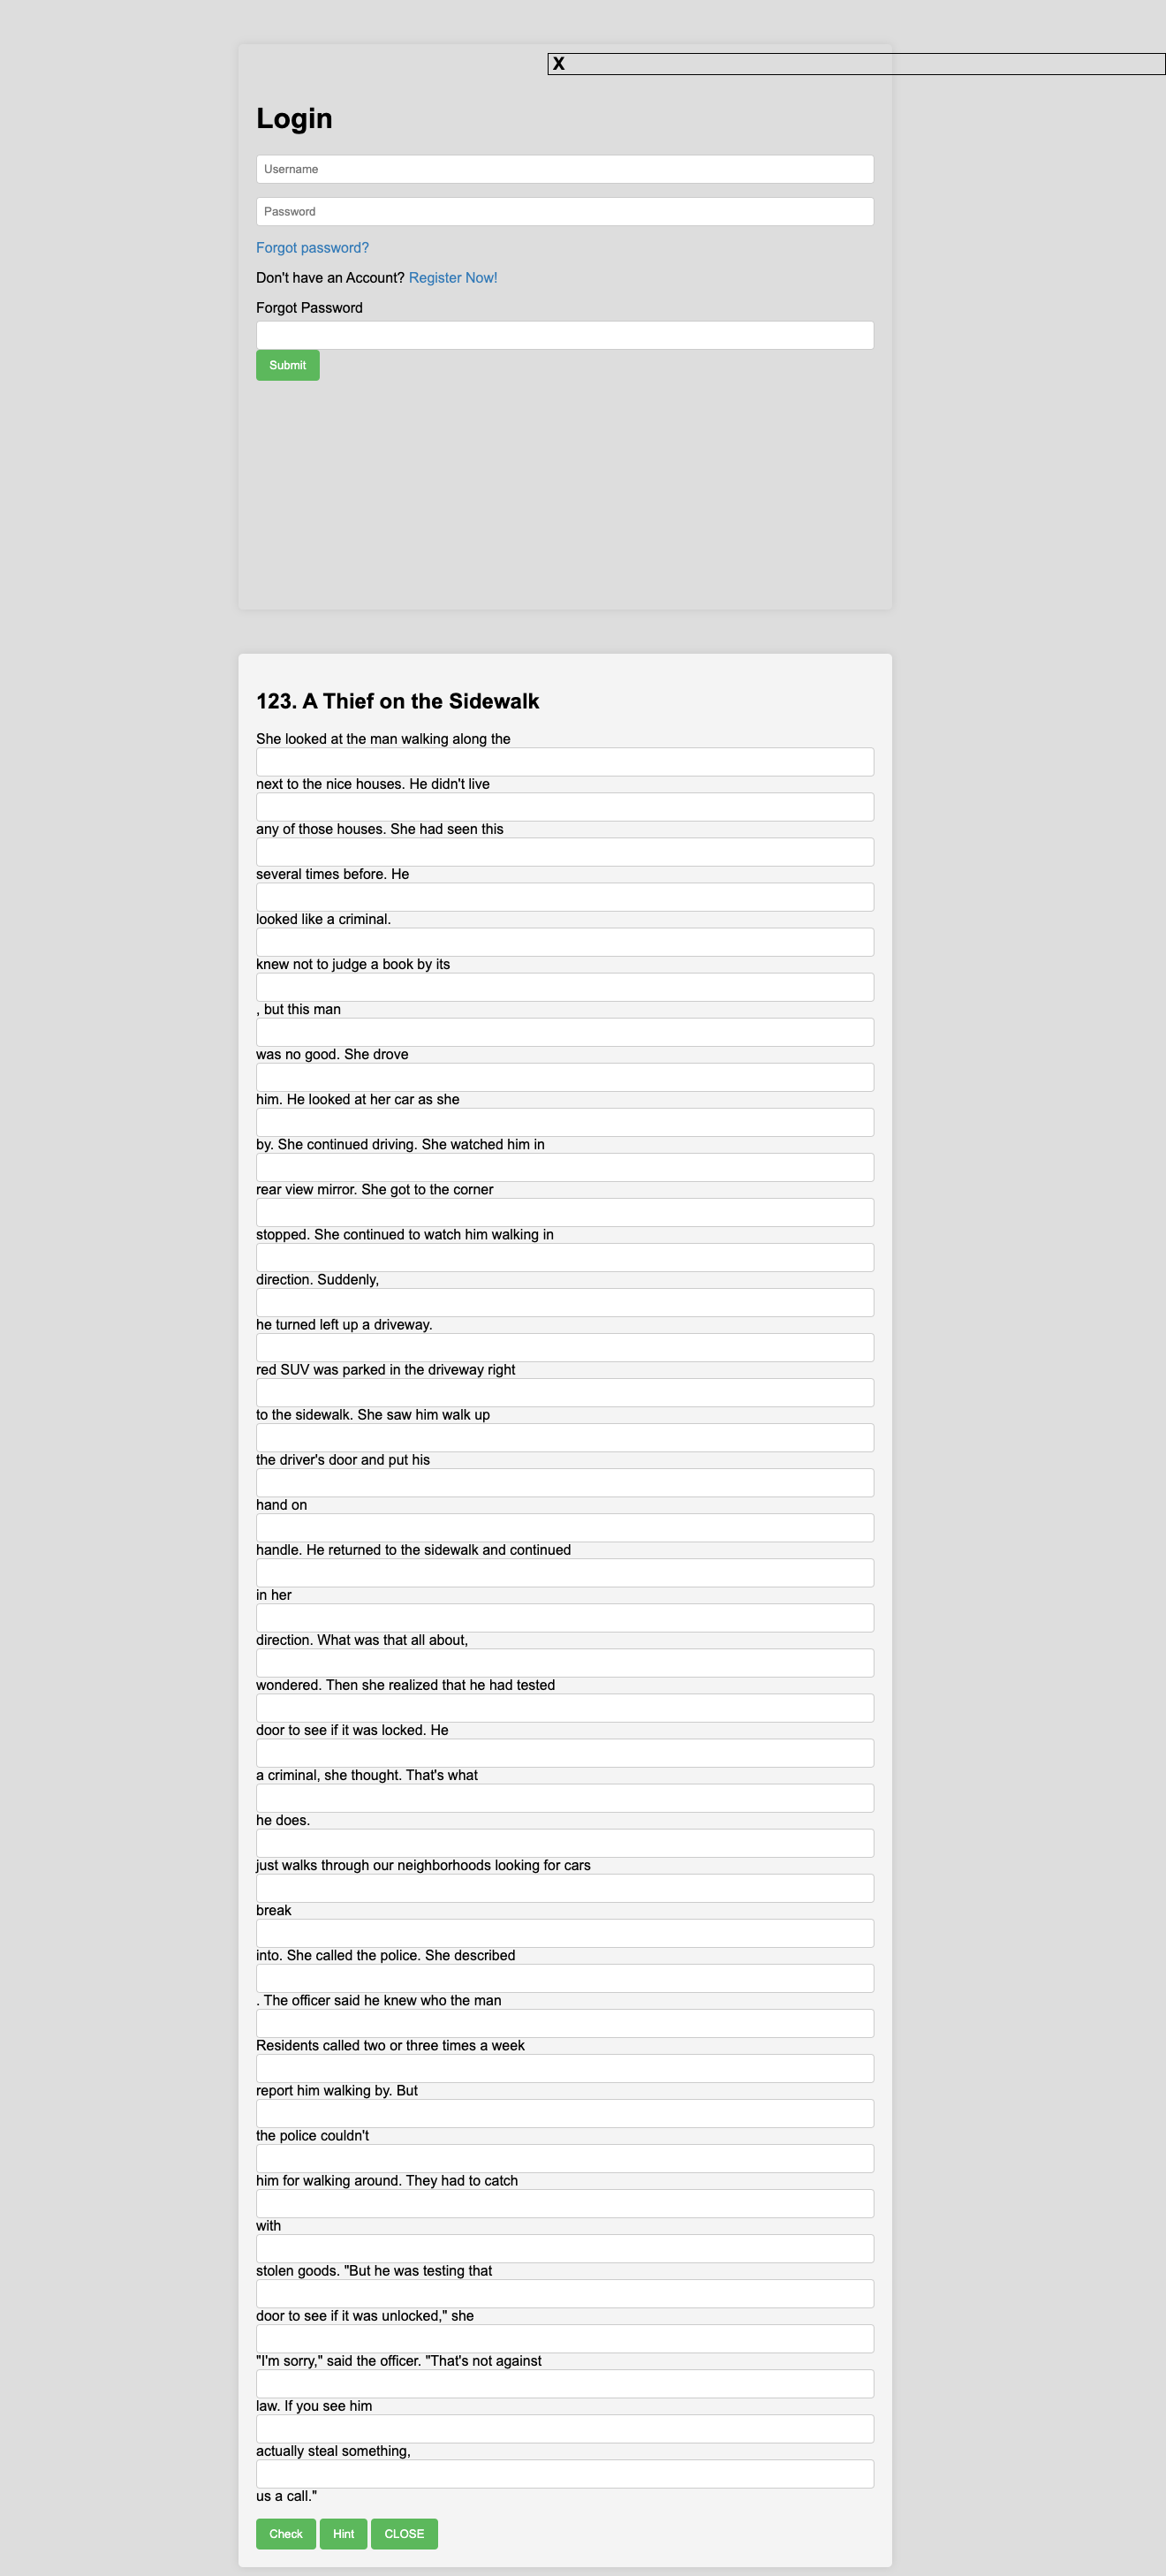 X
Login
Username
Password
Forgot password?
Don't have an Account? Register Now!
Forgot Password
Submit
123. A Thief on the Sidewalk
She looked at the man walking along the
next to the nice houses. He didn't live
any of those houses. She had seen this
several times before. He
looked like a criminal.
knew not to judge a book by its
, but this man
was no good. She drove
him. He looked at her car as she
by. She continued driving. She watched him in
rear view mirror. She got to the corner
stopped. She continued to watch him walking in
direction. Suddenly,
he turned left up a driveway.
red SUV was parked in the driveway right
to the sidewalk. She saw him walk up
the driver's door and put his
hand on
handle. He returned to the sidewalk and continued
in her
direction. What was that all about,
wondered. Then she realized that he had tested
door to see if it was locked. He
a criminal, she thought. That's what
he does.
just walks through our neighborhoods looking for cars
break
into. She called the police. She described
. The officer said he knew who the man
Residents called two or three times a week
report him walking by. But
the police couldn't
him for walking around. They had to catch
with
stolen goods. "But he was testing that
door to see if it was unlocked," she
"I'm sorry," said the officer. "That's not against
law. If you see him
actually steal something,
us a call."
Check Hint CLOSE